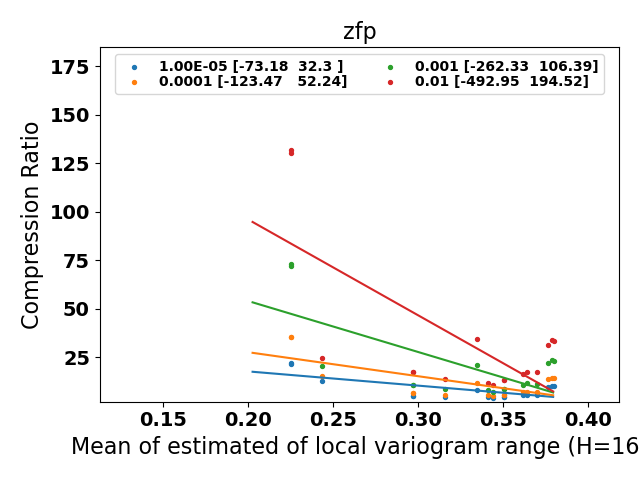 zfp
1.00E-05 [-73.18 32.3 ]
0.0001 [-123.47 52.24]
0.001 [-262.33 106.39]
0.01 [-492.95 194.52]
Compression Ratio
175
150
125
100
75
50
25
0.15 0.20 0.25 0.30 0.35 0.40
Mean of estimated of local variogram range (H=16